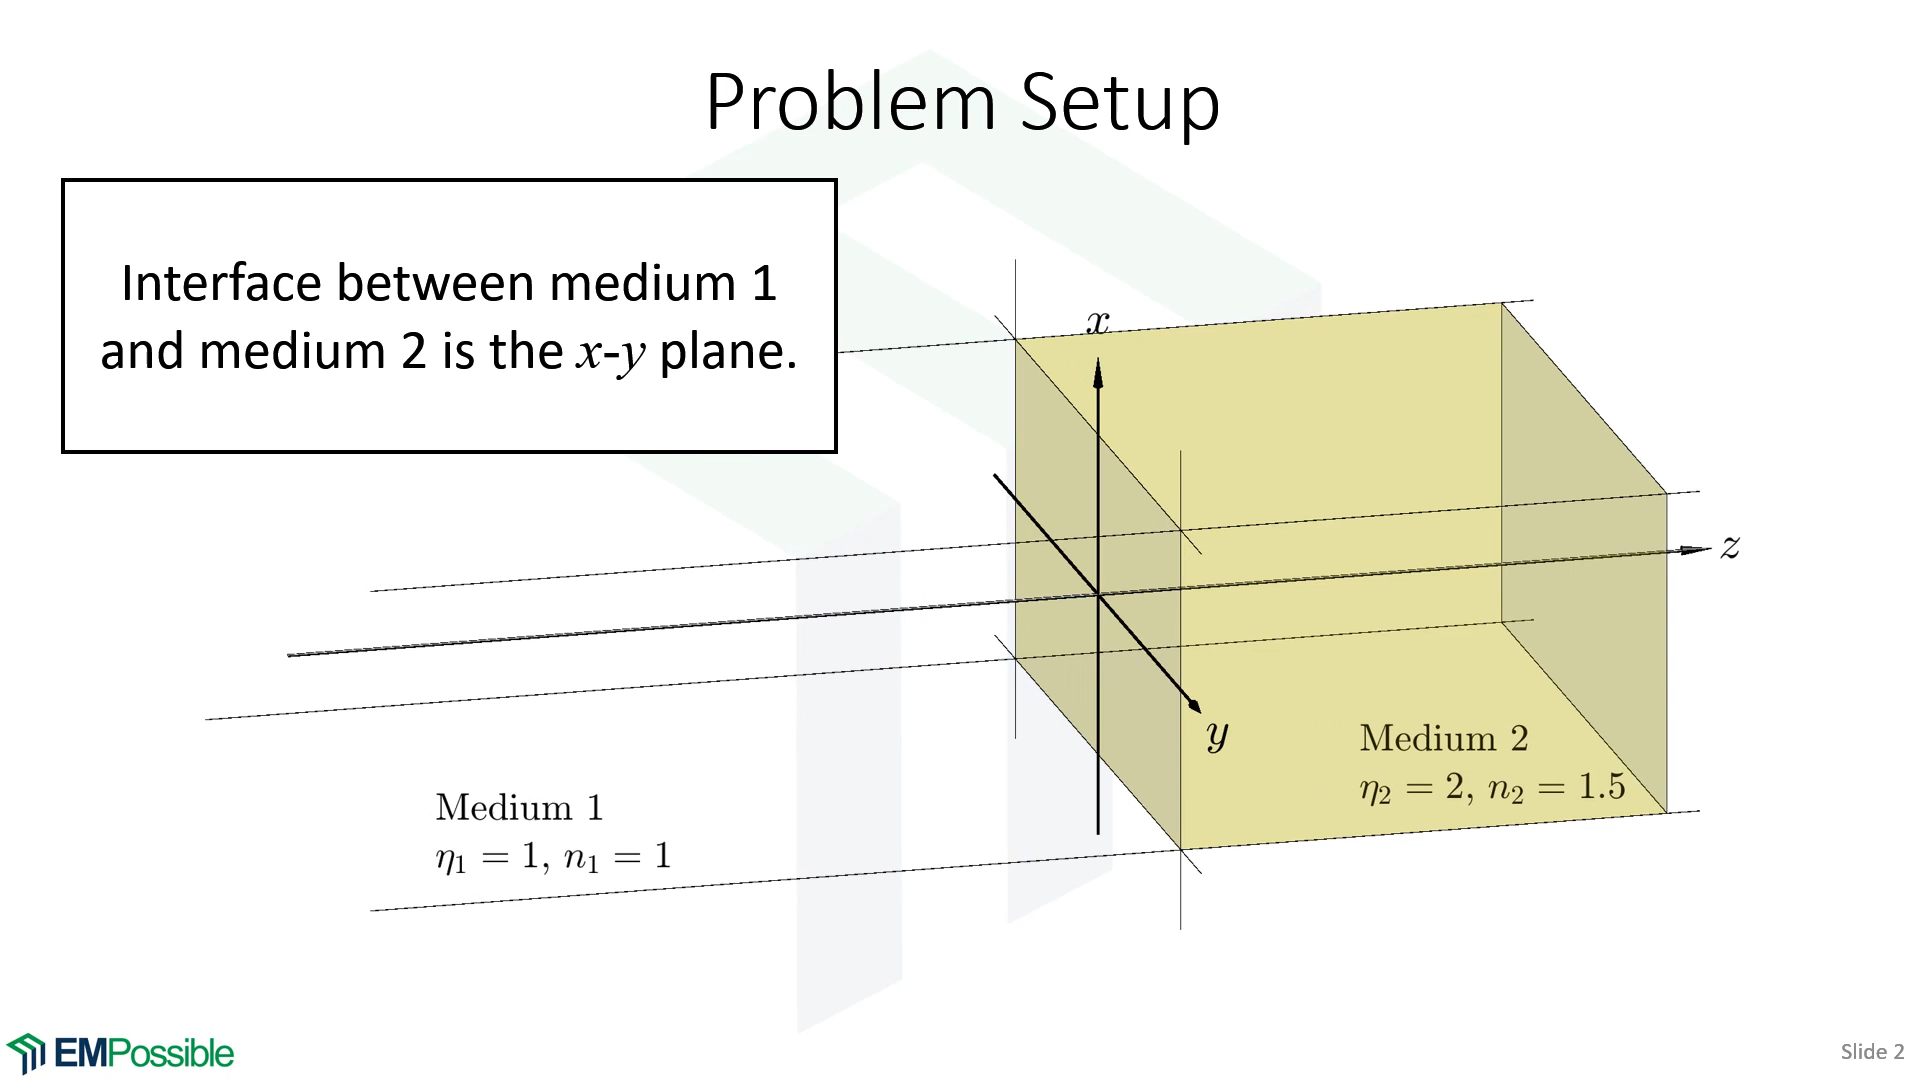 Problem Setup
Interface between medium 1
and medium 2 is the x-y plane.
x
z
y
Medium 2
η₂ = 2, n₂ = 1.5
Medium 1
η₁ = 1, n₁ = 1
EMPossible
Slide 2